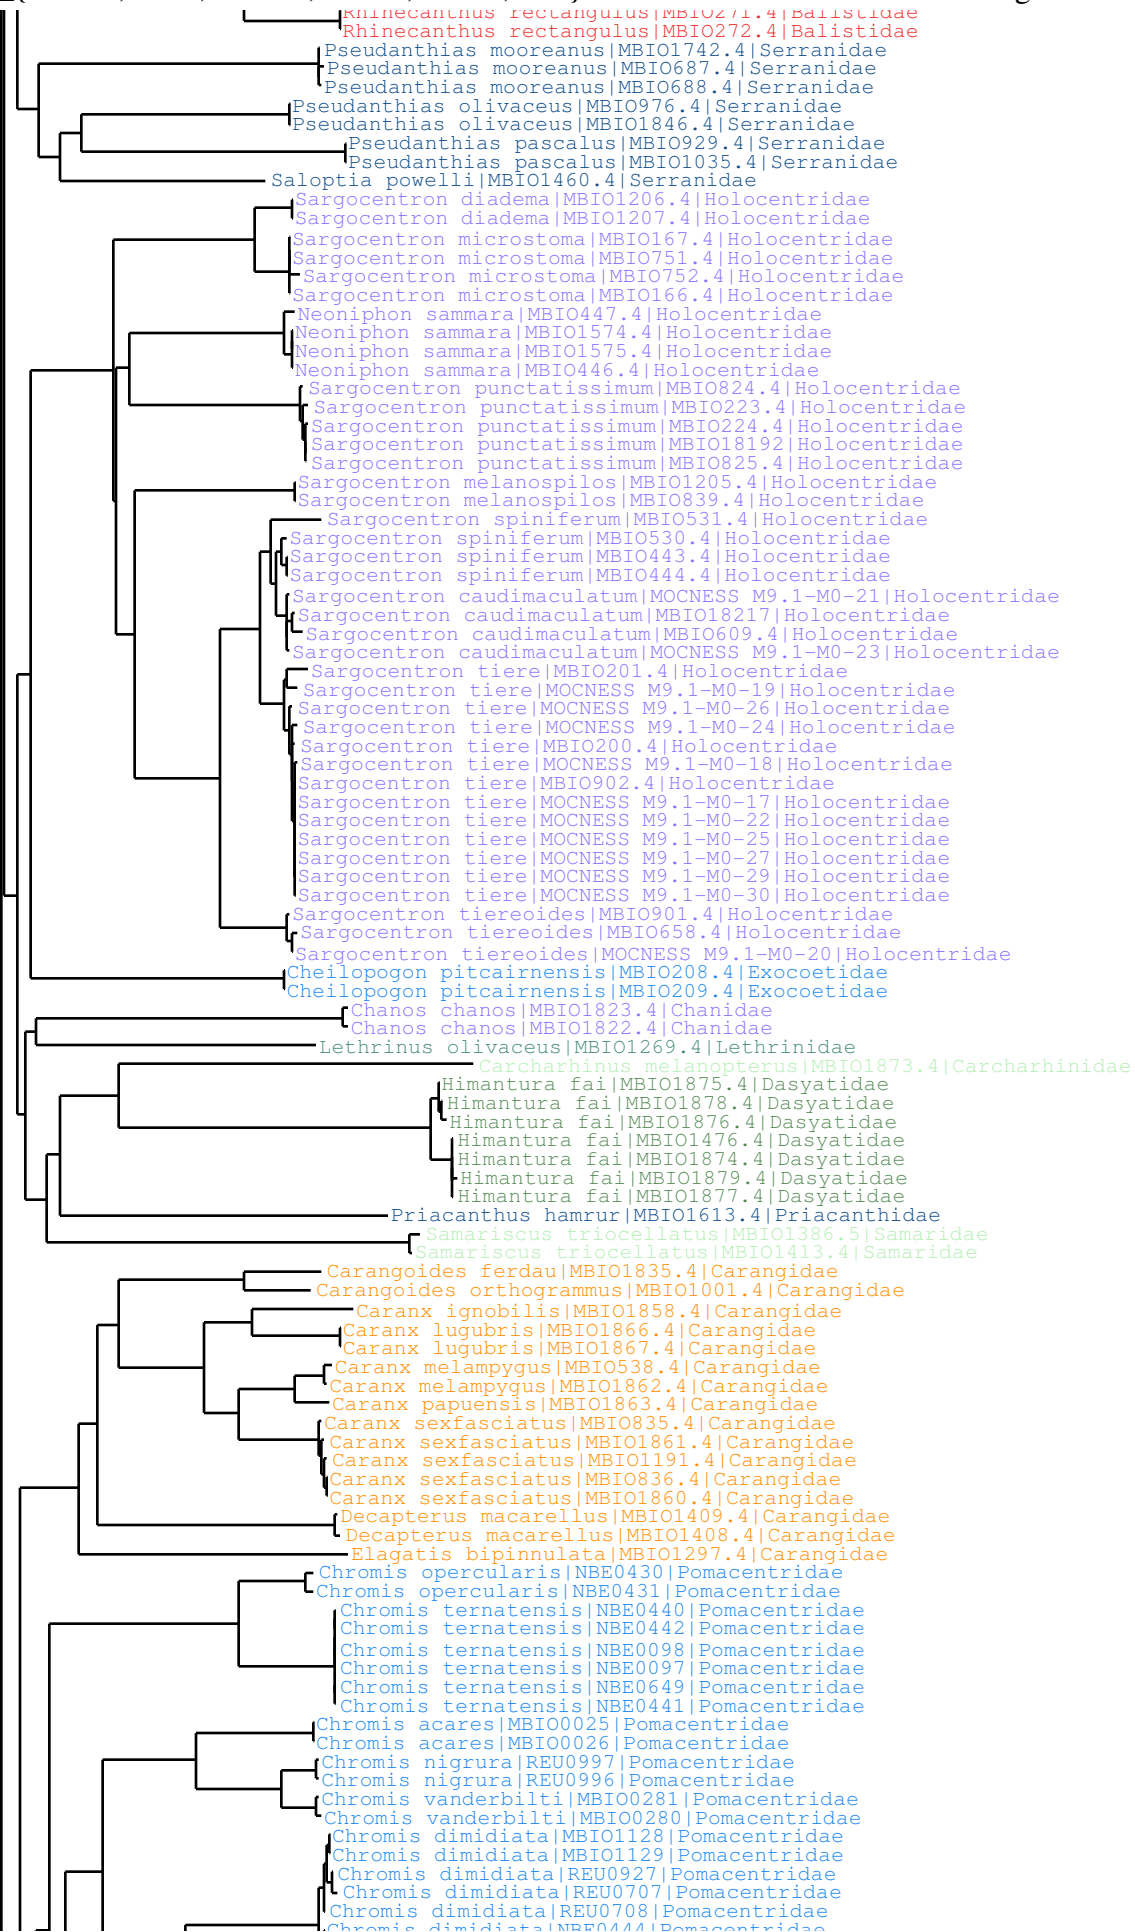 Rhinecanthus rectangulus|MBIO271.4|Balistidae
Rhinecanthus rectangulus|MBIO272.4|Balistidae
Pseudanthias mooreanus|MBIO1742.4|Serranidae
Pseudanthias mooreanus|MBIO687.4|Serranidae
Pseudanthias mooreanus|MBIO688.4|Serranidae
Pseudanthias olivaceus|MBIO976.4|Serranidae
Pseudanthias olivaceus|MBIO1846.4|Serranidae
Pseudanthias pascalus|MBIO929.4|Serranidae
Pseudanthias pascalus|MBIO1035.4|Serranidae
Saloptia powelli|MBIO1460.4|Serranidae
Sargocentron diadema|MBIO1206.4|Holocentridae
Sargocentron diadema|MBIO1207.4|Holocentridae
Sargocentron microstoma|MBIO167.4|Holocentridae
Sargocentron microstoma|MBIO751.4|Holocentridae
Sargocentron microstoma|MBIO752.4|Holocentridae
Sargocentron microstoma|MBIO166.4|Holocentridae
Neoniphon sammara|MBIO447.4|Holocentridae
Neoniphon sammara|MBIO1574.4|Holocentridae
Neoniphon sammara|MBIO1575.4|Holocentridae
Neoniphon sammara|MBIO446.4|Holocentridae
Sargocentron punctatissimum|MBIO824.4|Holocentridae
Sargocentron punctatissimum|MBIO223.4|Holocentridae
Sargocentron punctatissimum|MBIO224.4|Holocentridae
Sargocentron punctatissimum|MBIO18192|Holocentridae
Sargocentron punctatissimum|MBIO825.4|Holocentridae
Sargocentron melanospilos|MBIO1205.4|Holocentridae
Sargocentron melanospilos|MBIO839.4|Holocentridae
Sargocentron spiniferum|MBIO531.4|Holocentridae
Sargocentron spiniferum|MBIO530.4|Holocentridae
Sargocentron spiniferum|MBIO443.4|Holocentridae
Sargocentron spiniferum|MBIO444.4|Holocentridae
Sargocentron caudimaculatum|MOCNESS M9.1-M0-21|Holocentridae
Sargocentron caudimaculatum|MBIO18217|Holocentridae
Sargocentron caudimaculatum|MBIO609.4|Holocentridae
Sargocentron caudimaculatum|MOCNESS M9.1-M0-23|Holocentridae
Sargocentron tiere|MBIO201.4|Holocentridae
Sargocentron tiere|MOCNESS M9.1-M0-19|Holocentridae
Sargocentron tiere|MOCNESS M9.1-M0-26|Holocentridae
Sargocentron tiere|MOCNESS M9.1-M0-24|Holocentridae
Sargocentron tiere|MBIO200.4|Holocentridae
Sargocentron tiere|MOCNESS M9.1-M0-18|Holocentridae
Sargocentron tiere|MBIO902.4|Holocentridae
Sargocentron tiere|MOCNESS M9.1-M0-17|Holocentridae
Sargocentron tiere|MOCNESS M9.1-M0-22|Holocentridae
Sargocentron tiere|MOCNESS M9.1-M0-25|Holocentridae
Sargocentron tiere|MOCNESS M9.1-M0-27|Holocentridae
Sargocentron tiere|MOCNESS M9.1-M0-29|Holocentridae
Sargocentron tiere|MOCNESS M9.1-M0-30|Holocentridae
Sargocentron tiereoides|MBIO901.4|Holocentridae
Sargocentron tiereoides|MBIO658.4|Holocentridae
Sargocentron tiereoides|MOCNESS M9.1-M0-20|Holocentridae
Cheilopogon pitcairnensis|MBIO208.4|Exocoetidae
Cheilopogon pitcairnensis|MBIO209.4|Exocoetidae
Chanos chanos|MBIO1823.4|Chanidae
Chanos chanos|MBIO1822.4|Chanidae
Lethrinus olivaceus|MBIO1269.4|Lethrinidae
Carcharhinus melanopterus|MBIO1873.4|Carcharhinidae
Himantura fai|MBIO1875.4|Dasyatidae
Himantura fai|MBIO1878.4|Dasyatidae
Himantura fai|MBIO1876.4|Dasyatidae
Himantura fai|MBIO1476.4|Dasyatidae
Himantura fai|MBIO1874.4|Dasyatidae
Himantura fai|MBIO1879.4|Dasyatidae
Himantura fai|MBIO1877.4|Dasyatidae
Priacanthus hamrur|MBIO1613.4|Priacanthidae
Samariscus triocellatus|MBIO1386.5|Samaridae
Samariscus triocellatus|MBIO1413.4|Samaridae
Carangoides ferdau|MBIO1835.4|Carangidae
Carangoides orthogrammus|MBIO1001.4|Carangidae
Caranx ignobilis|MBIO1858.4|Carangidae
Caranx lugubris|MBIO1866.4|Carangidae
Caranx lugubris|MBIO1867.4|Carangidae
Caranx melampygus|MBIO538.4|Carangidae
Caranx melampygus|MBIO1862.4|Carangidae
Caranx papuensis|MBIO1863.4|Carangidae
Caranx sexfasciatus|MBIO835.4|Carangidae
Caranx sexfasciatus|MBIO1861.4|Carangidae
Caranx sexfasciatus|MBIO1191.4|Carangidae
Caranx sexfasciatus|MBIO836.4|Carangidae
Caranx sexfasciatus|MBIO1860.4|Carangidae
Decapterus macarellus|MBIO1409.4|Carangidae
Decapterus macarellus|MBIO1408.4|Carangidae
Elagatis bipinnulata|MBIO1297.4|Carangidae
Chromis opercularis|NBE0430|Pomacentridae
Chromis opercularis|NBE0431|Pomacentridae
Chromis ternatensis|NBE0440|Pomacentridae
Chromis ternatensis|NBE0442|Pomacentridae
Chromis ternatensis|NBE0098|Pomacentridae
Chromis ternatensis|NBE0097|Pomacentridae
Chromis ternatensis|NBE0649|Pomacentridae
Chromis ternatensis|NBE0441|Pomacentridae
Chromis acares|MBIO0025|Pomacentridae
Chromis acares|MBIO0026|Pomacentridae
Chromis nigrura|REU0997|Pomacentridae
Chromis nigrura|REU0996|Pomacentridae
Chromis vanderbilti|MBIO0281|Pomacentridae
Chromis vanderbilti|MBIO0280|Pomacentridae
Chromis dimidiata|MBIO1128|Pomacentridae
Chromis dimidiata|MBIO1129|Pomacentridae
Chromis dimidiata|REU0927|Pomacentridae
Chromis dimidiata|REU0707|Pomacentridae
Chromis dimidiata|REU0708|Pomacentridae
Chromis dimidiata|NBE0444|Pomacentridae